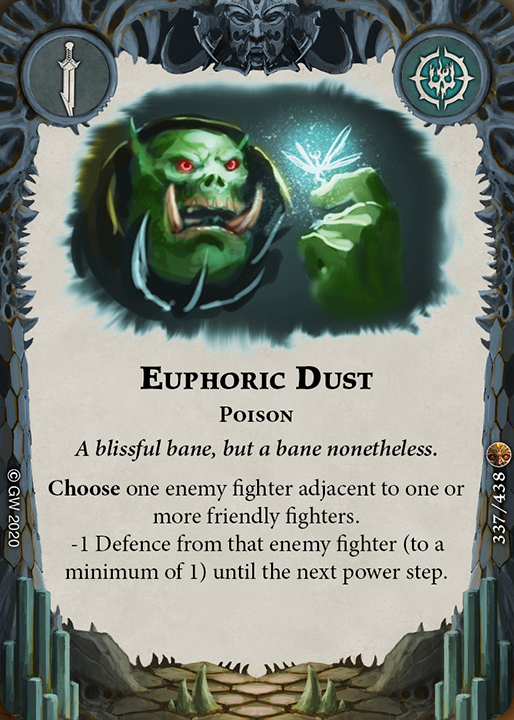 Euphoric Dust
Poison
A blissful bane, but a bane nonetheless.
Choose one enemy fighter adjacent to one or
more friendly fighters.
-1 Defence from that enemy fighter (to a
minimum of 1) until the next power step.
© GW 2020
337/438